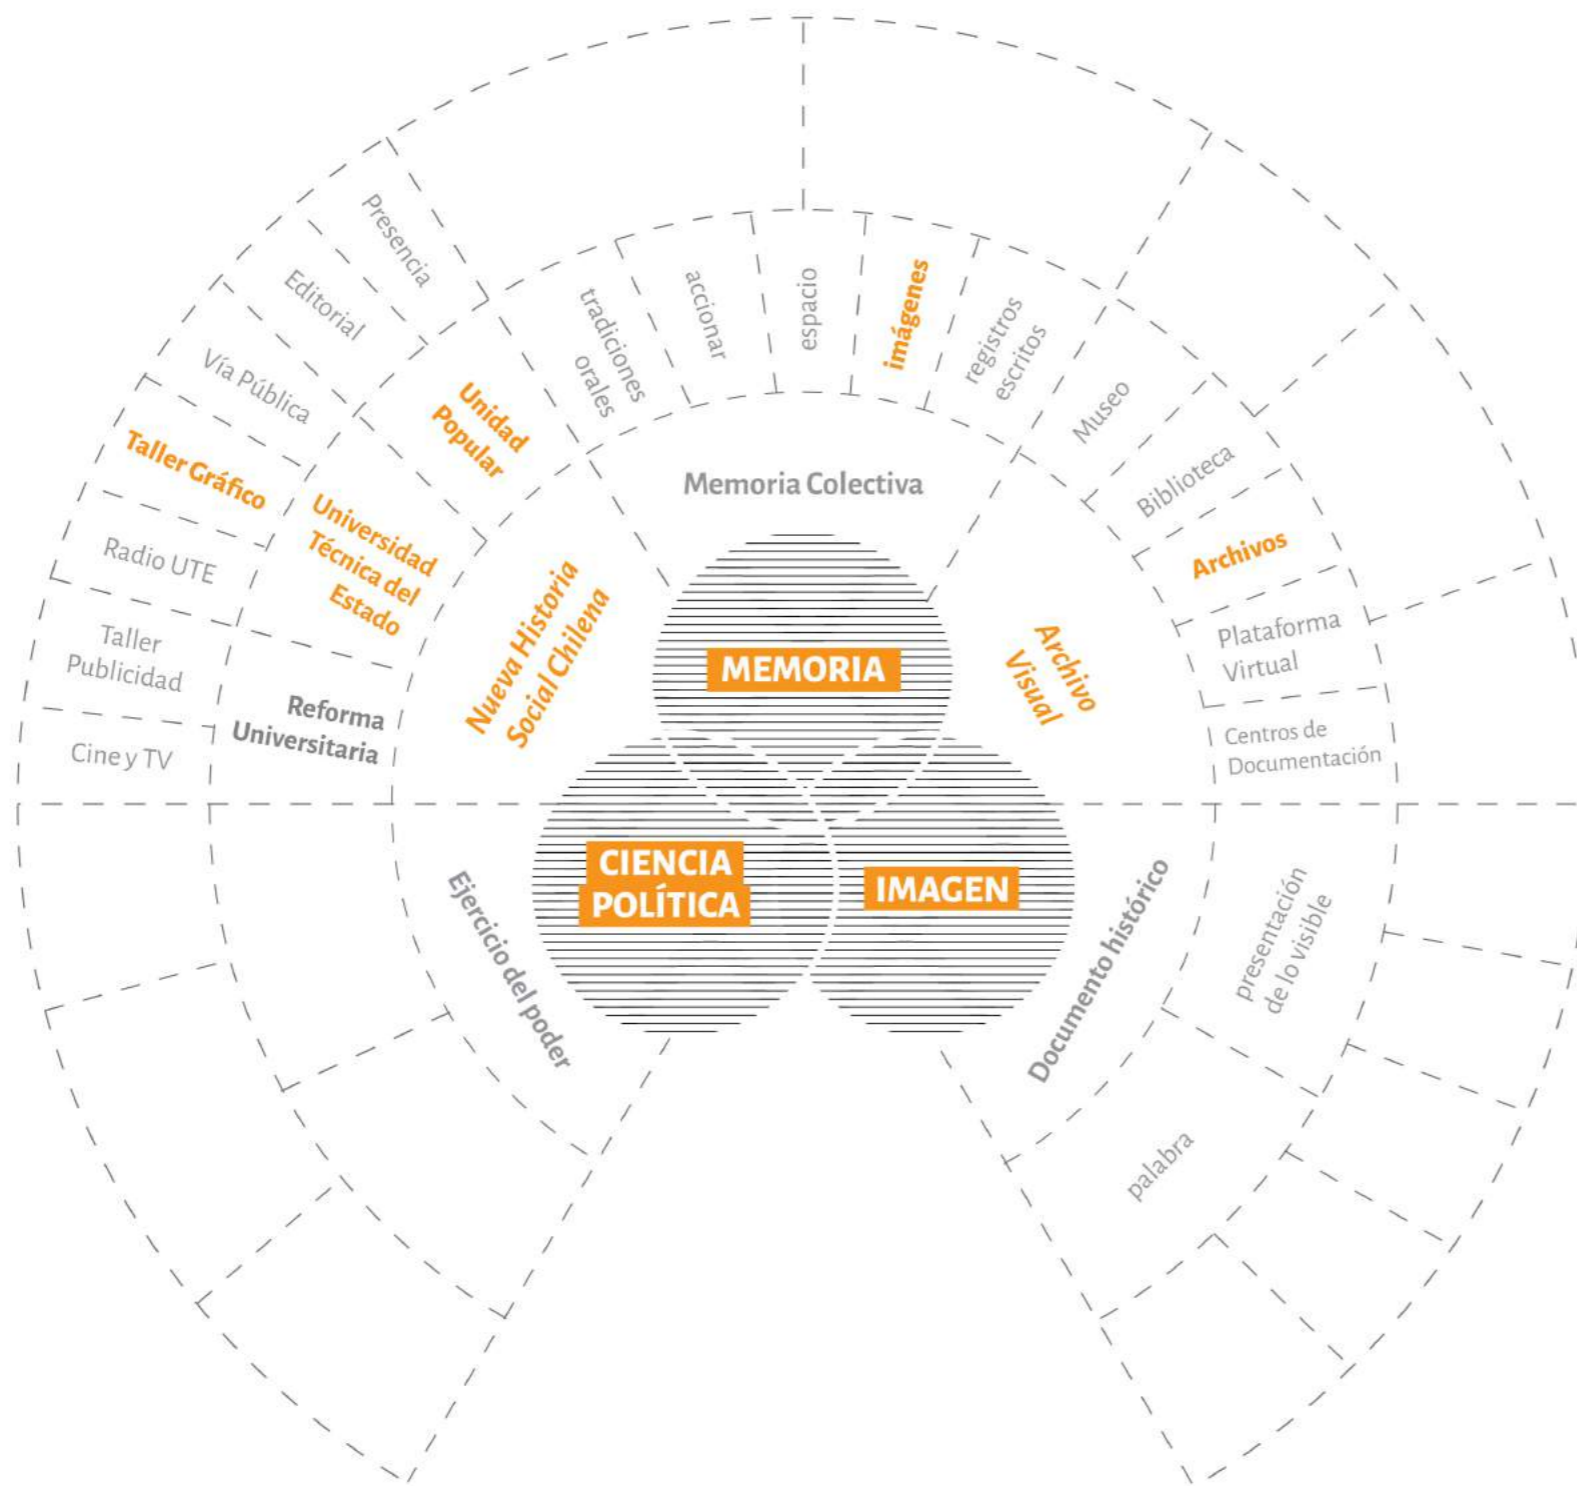 Presencia
Editorial
Vía Pública
Taller Gráfico
Radio UTE
Taller
Publicidad
Cine y TV
Unidad
Popular
Universidad
Técnica del
Estado
Reforma
Universitaria
tradiciones
orales
accionar
espacio
imágenes
registros
escritos
Museo
Biblioteca
Archivos
Plataforma
Virtual
Centros de
Documentación
Memoria Colectiva
Nueva Historia
Social Chilena
Archivo
Visual
MEMORIA
CIENCIA
POLÍTICA
IMAGEN
Ejercicio del poder
Documento histórico
presentación
de lo visible
palabra